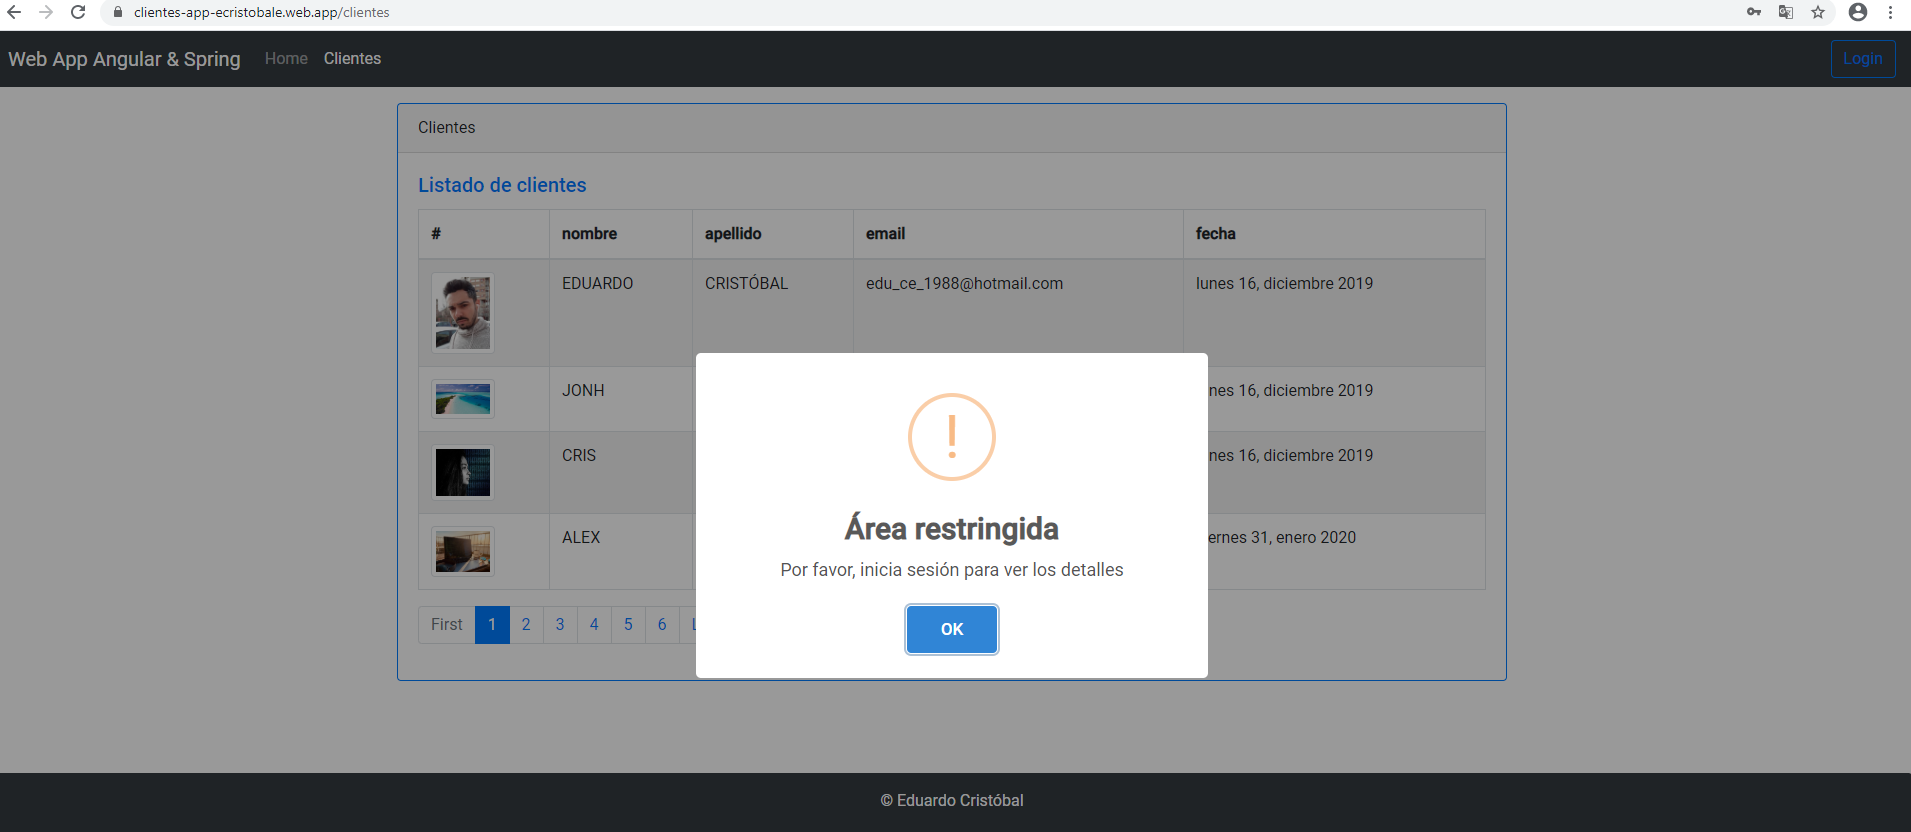 clientes-app-ecristobale.web.app/clientes
Web App Angular & Spring Home Clientes Login
Clientes
Listado de clientes
# nombre apellido email fecha
EDUARDO CRISTÓBAL edu_ce_1988@hotmail.com lunes 16, diciembre 2019
JONH 16, diciembre 2019
CRIS 16, diciembre 2019
ALEX 31, enero 2020
First 1 2 3 4 5 6
Área restringida
Por favor, inicia sesión para ver los detalles
OK
© Eduardo Cristóbal